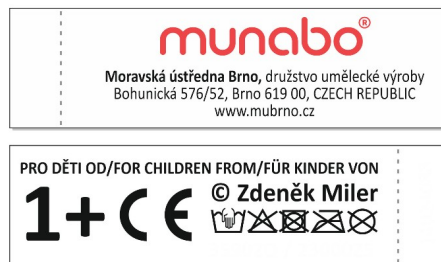 munabo®
Moravská ústředna Brno, družstvo umělecké výroby
Bohunická 576/52, Brno 619 00, CZECH REPUBLIC
www.mubrno.cz
PRO DĚTI OD/FOR CHILDREN FROM/FÜR KINDER VON
1+ CE © Zdeněk Miler